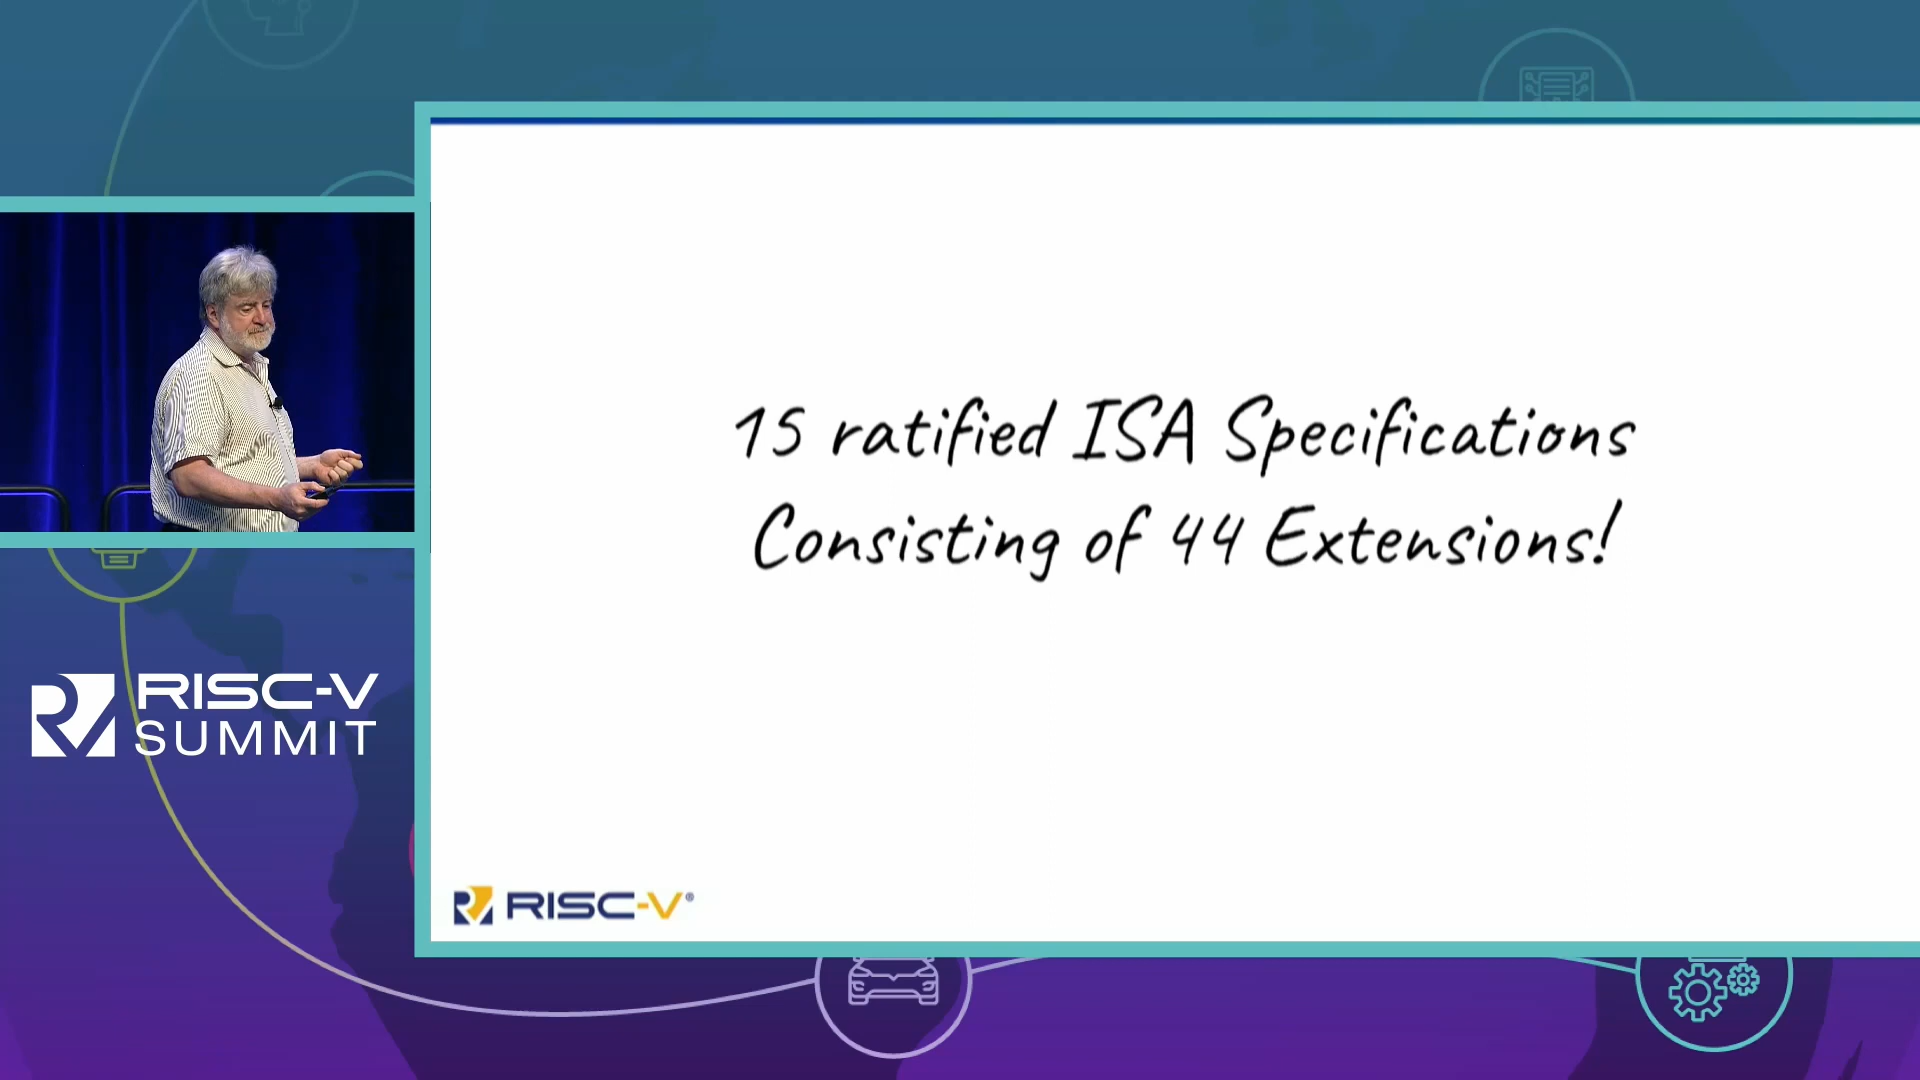 15 ratified ISA Specifications
Consisting of 44 Extensions!
RISC-V
SUMMIT
RISC-V®